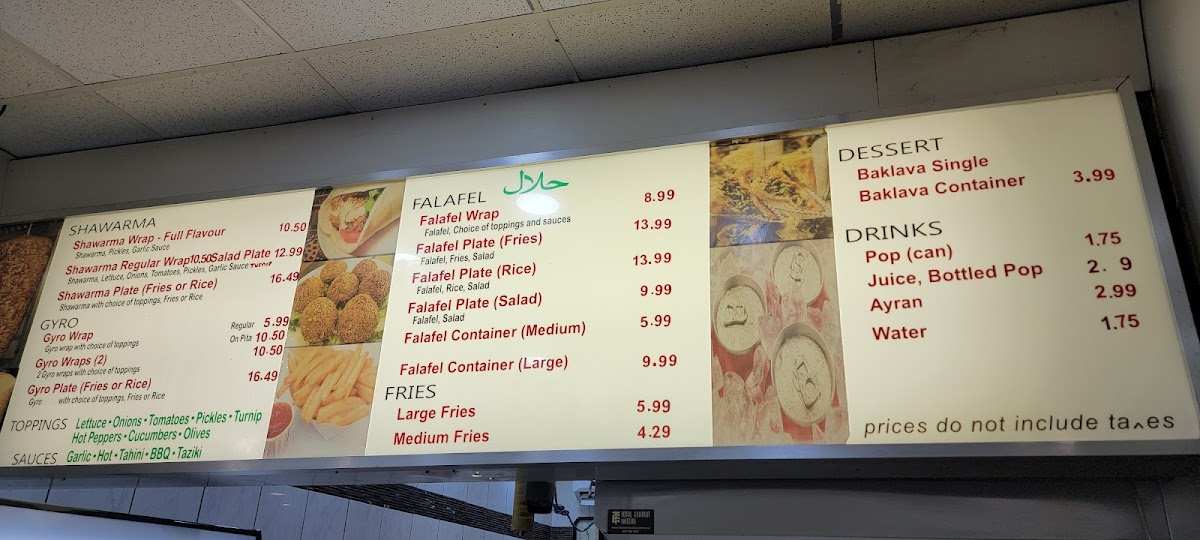 SHAWARMA
Shawarma Wrap - Full Flavour 10.50
Shawarma, Pickles, Garlic Sauce
Shawarma Regular Wrap10.50Salad Plate 12.99
Shawarma, Lettuce, Onions, Tomatoes, Pickles, Garlic Sauce
Shawarma Plate (Fries or Rice) 16.49
Shawarma with choice of toppings, Fries or Rice
GYRO
Gyro Wrap Regular 5.99
Gyro wrap with choice of toppings On Pita 10.50
Gyro Wraps (2) 10.50
2 Gyro wraps with choice of toppings
Gyro Plate (Fries or Rice) 16.49
Gyro with choice of toppings, Fries or Rice
TOPPINGS Lettuce • Onions • Tomatoes • Pickles • Turnip
Hot Peppers • Cucumbers • Olives
SAUCES Garlic • Hot • Tahini • BBQ • Taziki
FALAFEL حلال
Falafel Wrap 8.99
Falafel, Choice of toppings and sauces
Falafel Plate (Fries) 13.99
Falafel, Fries, Salad
Falafel Plate (Rice) 13.99
Falafel, Rice, Salad
Falafel Plate (Salad) 9.99
Falafel, Salad
Falafel Container (Medium) 5.99
Falafel Container (Large) 9.99
FRIES
Large Fries 5.99
Medium Fries 4.29
DESSERT
Baklava Single
Baklava Container 3.99
DRINKS
Pop (can) 1.75
Juice, Bottled Pop 2. 9
Ayran 2.99
Water 1.75
prices do not include taxes